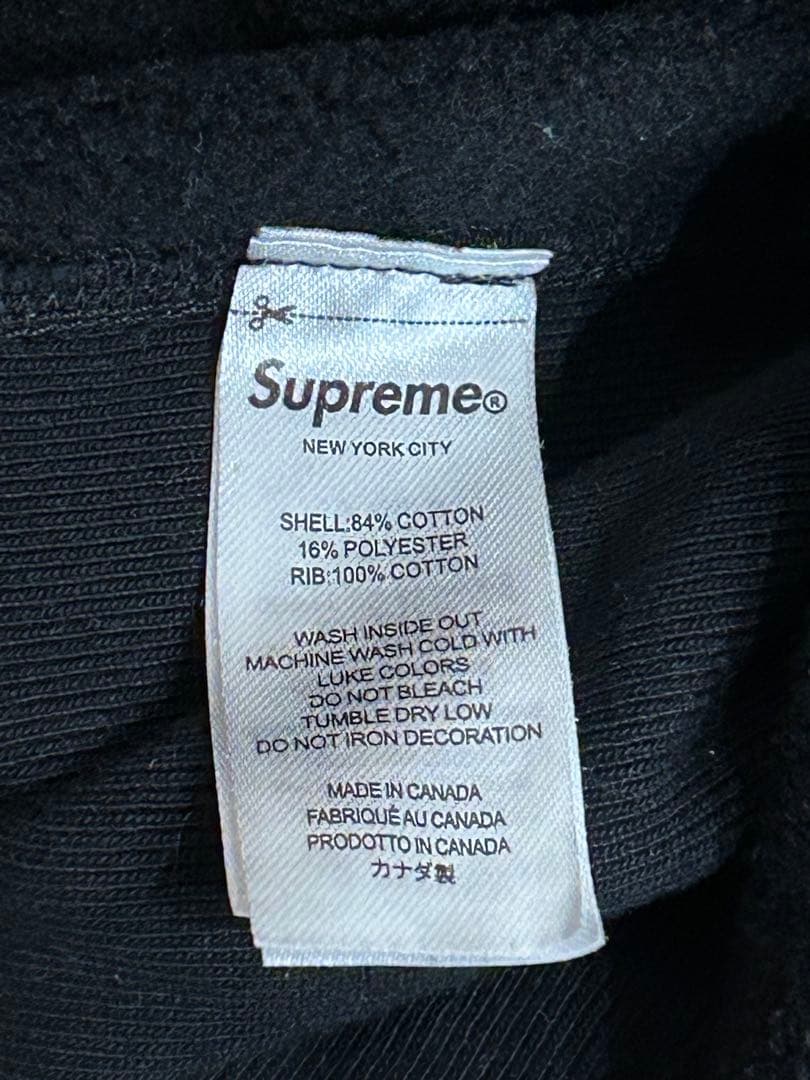 Supreme®
NEW YORK CITY
SHELL:84% COTTON
16% POLYESTER
RIB:100% COTTON
WASH INSIDE OUT
MACHINE WASH COLD WITH
LUKE COLORS
DO NOT BLEACH
TUMBLE DRY LOW
DO NOT IRON DECORATION
MADE IN CANADA
FABRIQUÉ AU CANADA
PRODOTTO IN CANADA
カナダ製